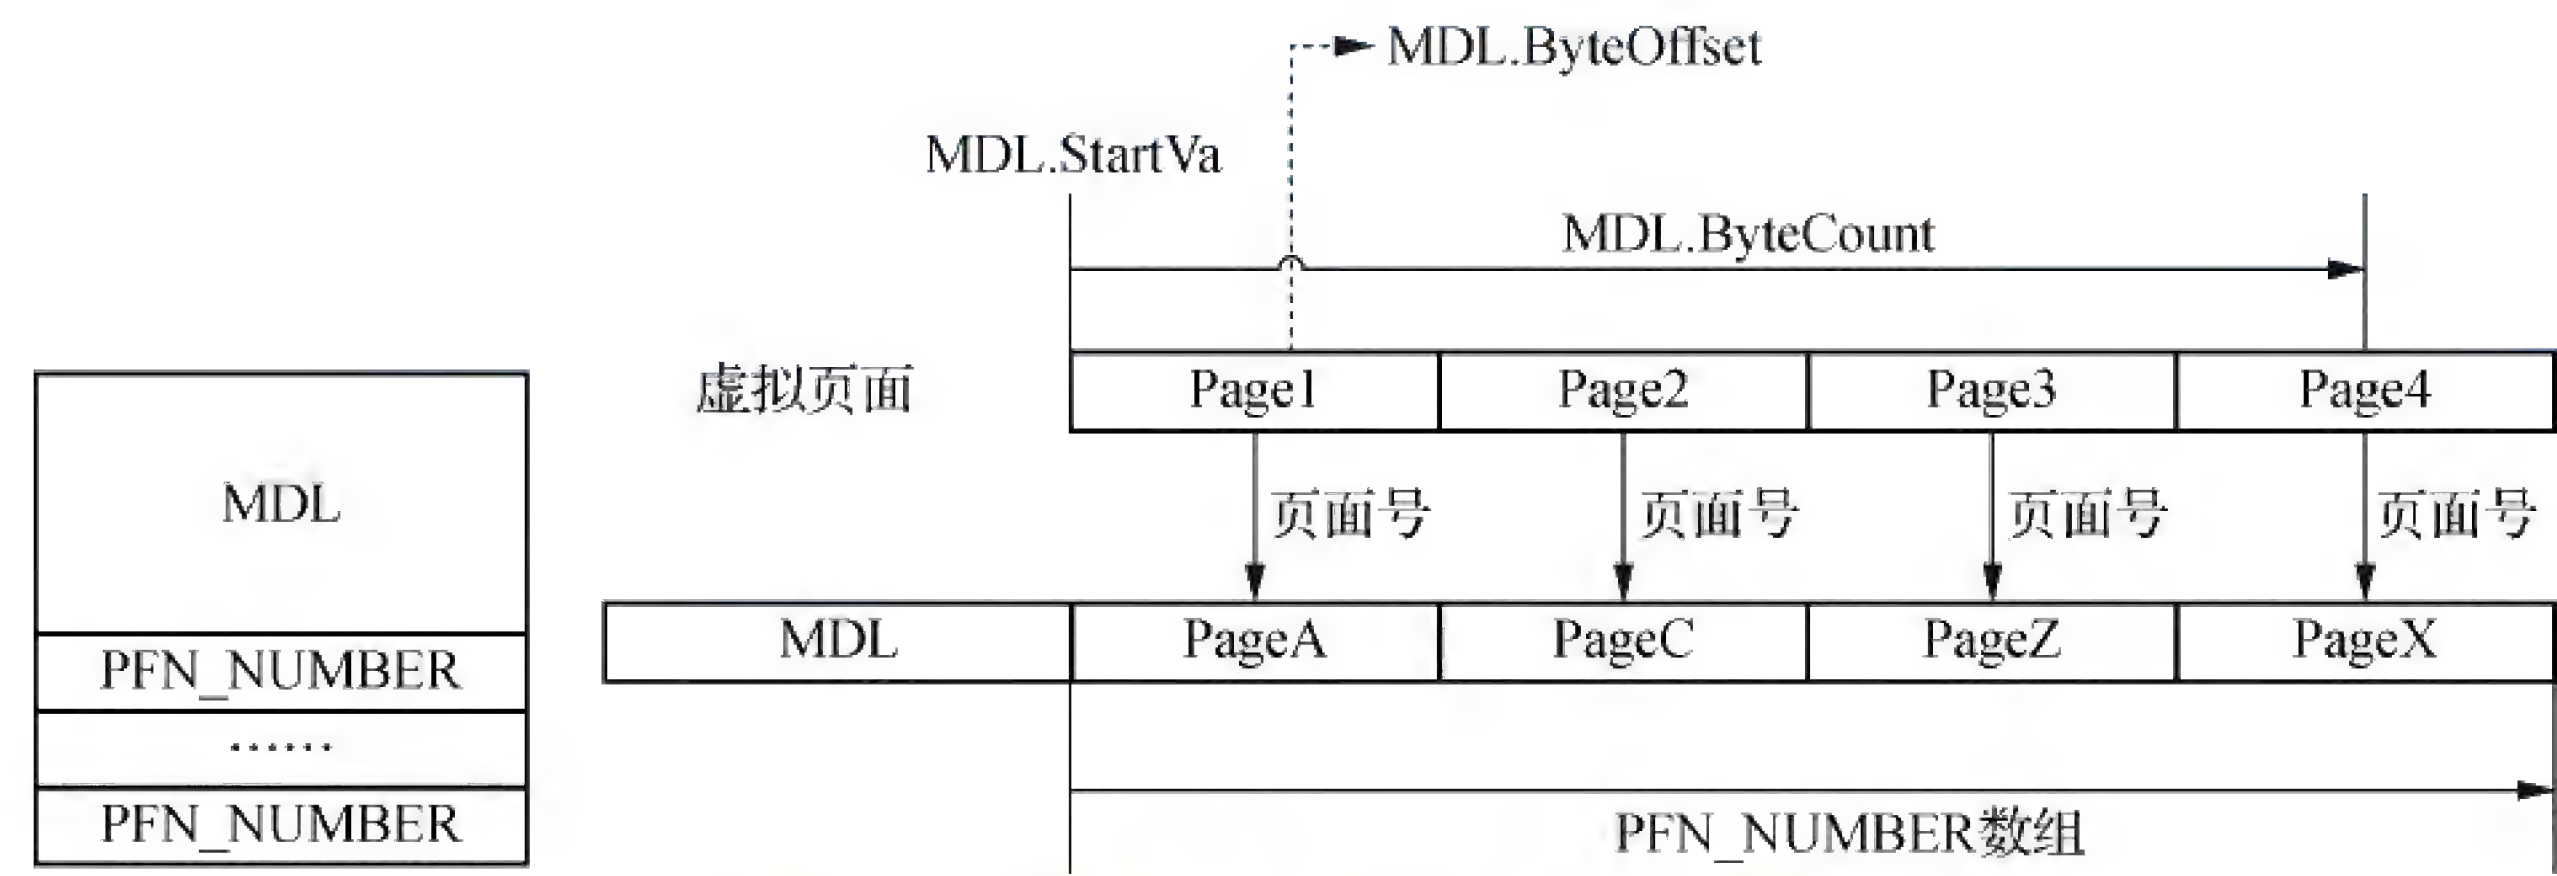 MDL.ByteOffset
MDL.StartVa
MDL.ByteCount
虚拟页面
Page1
Page2
Page3
Page4
页面号
页面号
页面号
页面号
MDL
PageA
PageC
PageZ
PageX
PFN_NUMBER数组
MDL
PFN_NUMBER
······
PFN_NUMBER